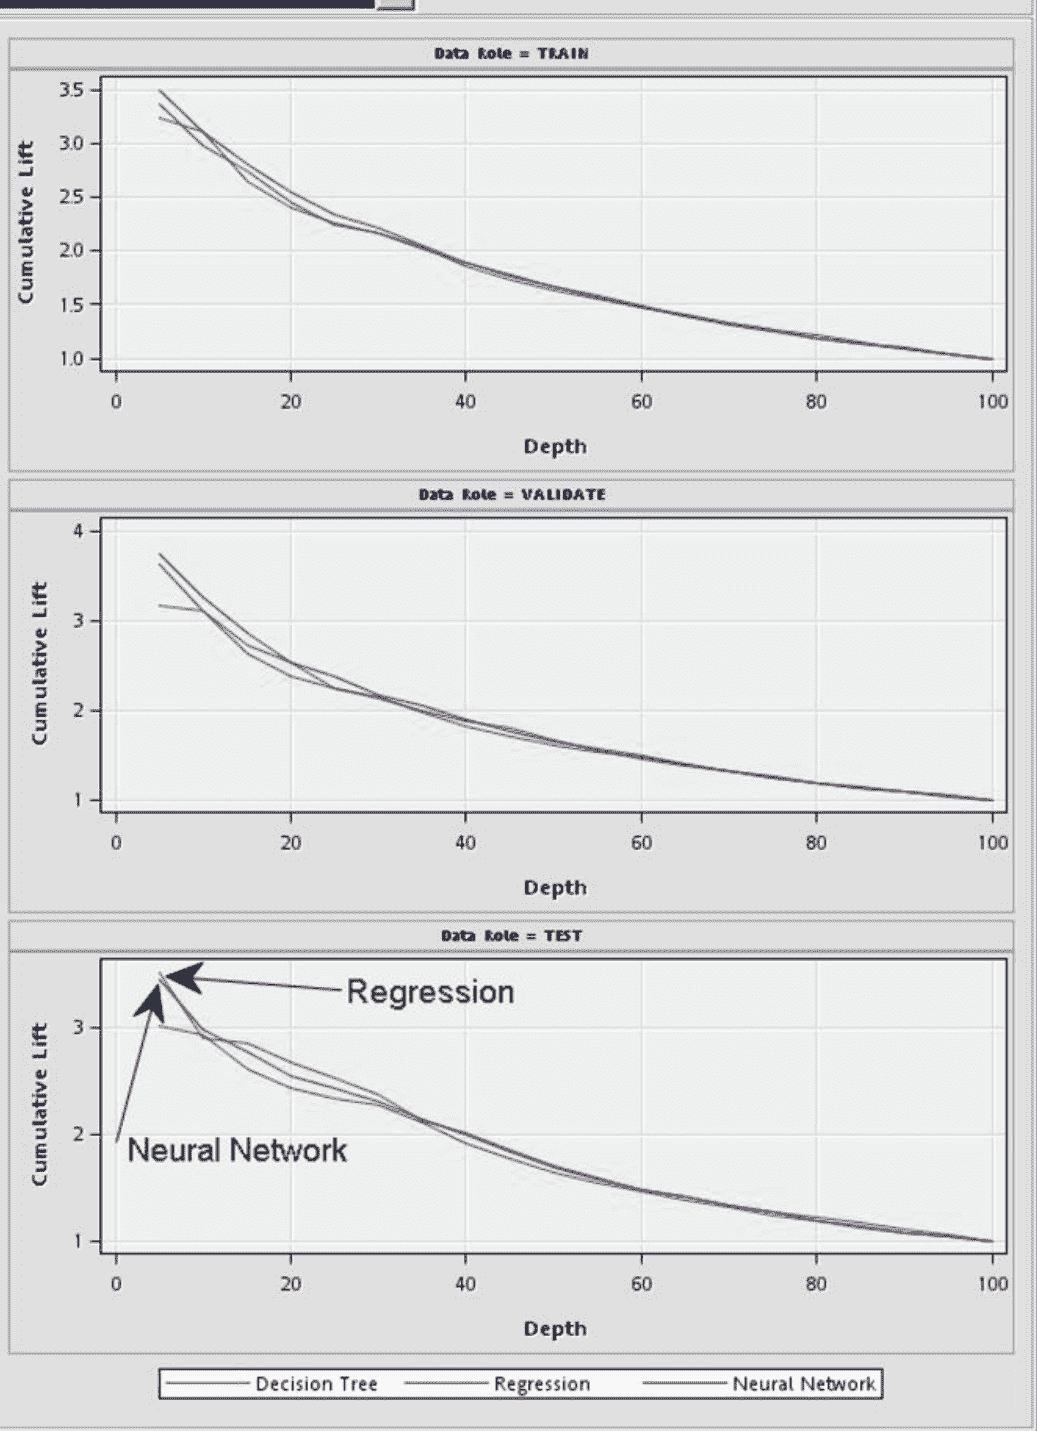 Data Role = TRAIN
3.5
3.0
2.5
2.0
1.5
1.0
Cumulative Lift
0 20 40 60 80 100
Depth
Data Role = VALIDATE
4
3
2
1
Cumulative Lift
0 20 40 60 80 100
Depth
Data Role = TEST
Regression
3
2
Neural Network
1
Cumulative Lift
0 20 40 60 80 100
Depth
Decision Tree Regression Neural Network